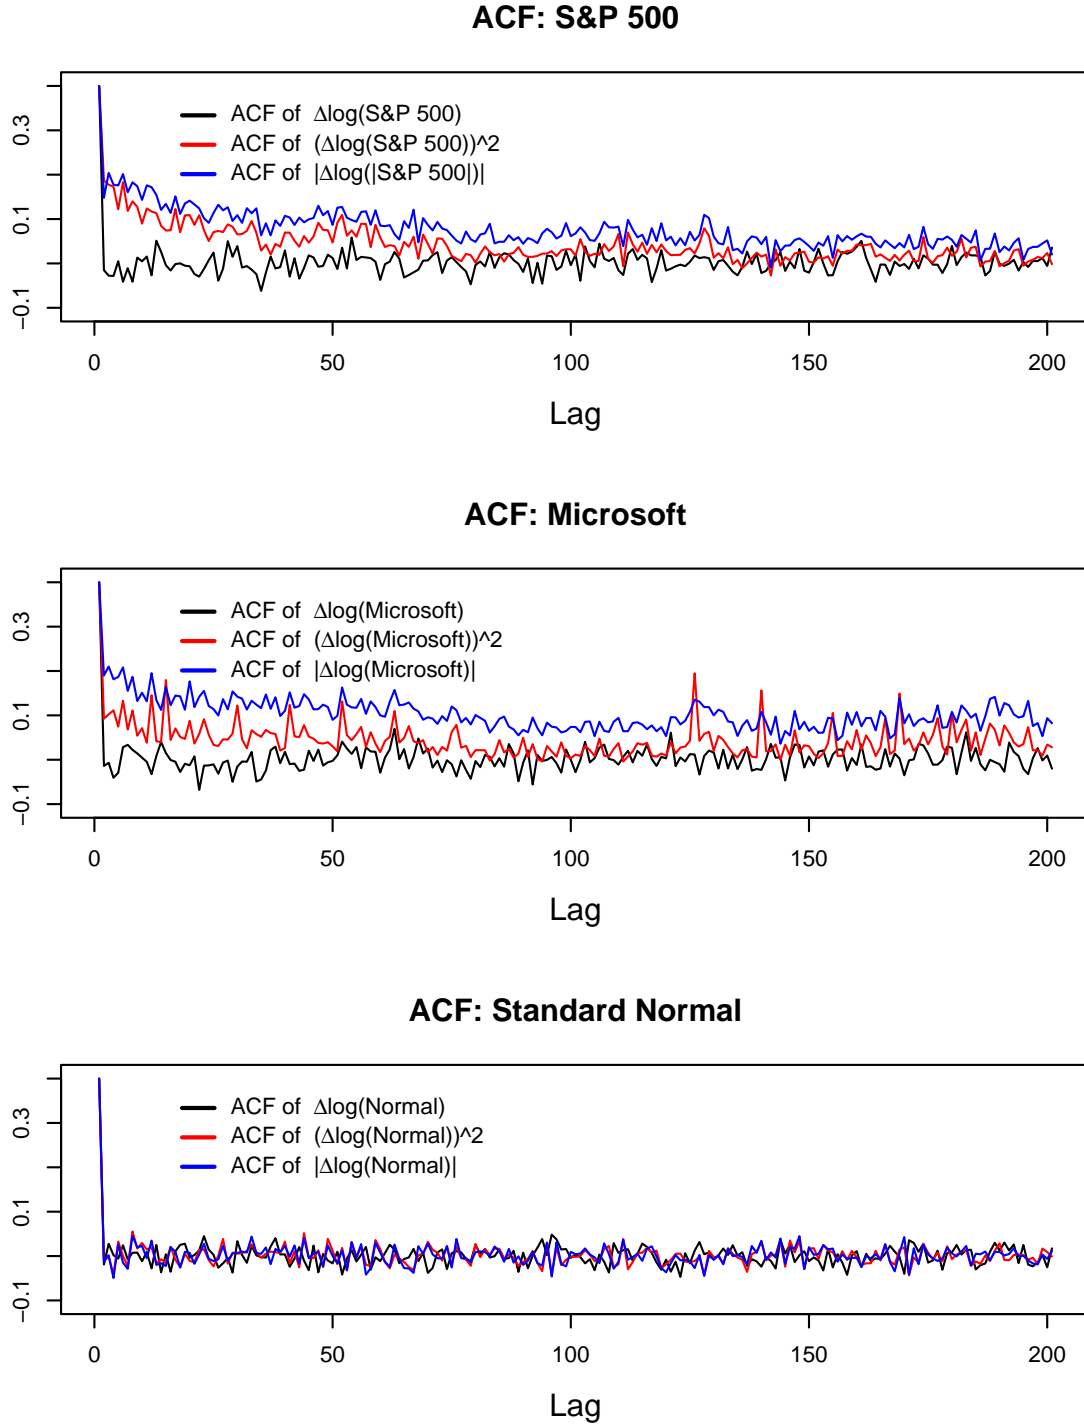 ACF: S&P 500
0.3
0.1
−0.1
ACF of  Δlog(S&P 500)
ACF of  (Δlog(S&P 500))^2
ACF of  |Δlog(|S&P 500|)|
0 50 100 150 200
Lag
ACF: Microsoft
0.3
0.1
−0.1
ACF of  Δlog(Microsoft)
ACF of  (Δlog(Microsoft))^2
ACF of  |Δlog(Microsoft)|
0 50 100 150 200
Lag
ACF: Standard Normal
0.3
0.1
−0.1
ACF of  Δlog(Normal)
ACF of  (Δlog(Normal))^2
ACF of  |Δlog(Normal)|
0 50 100 150 200
Lag